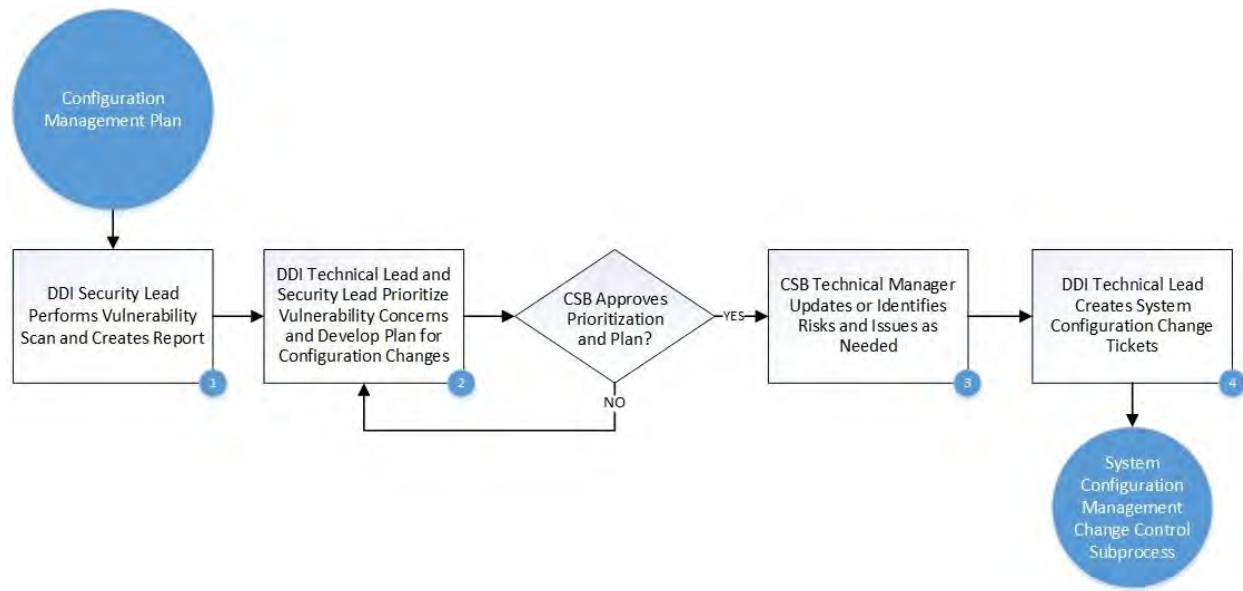 Configuration
Management Plan
DDI Security Lead
Performs Vulnerability
Scan and Creates Report
1
DDI Technical Lead and
Security Lead Prioritize
Vulnerability Concerns
and Develop Plan for
Configuration Changes
2
CSB Approves
Prioritization
and Plan?
YES
NO
CSB Technical Manager
Updates or Identifies
Risks and Issues as
Needed
3
DDI Technical Lead
Creates System
Configuration Change
Tickets
4
System
Configuration
Management
Change Control
Subprocess